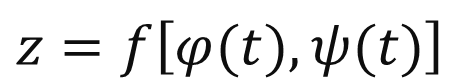 z = f[φ(t), ψ(t)]